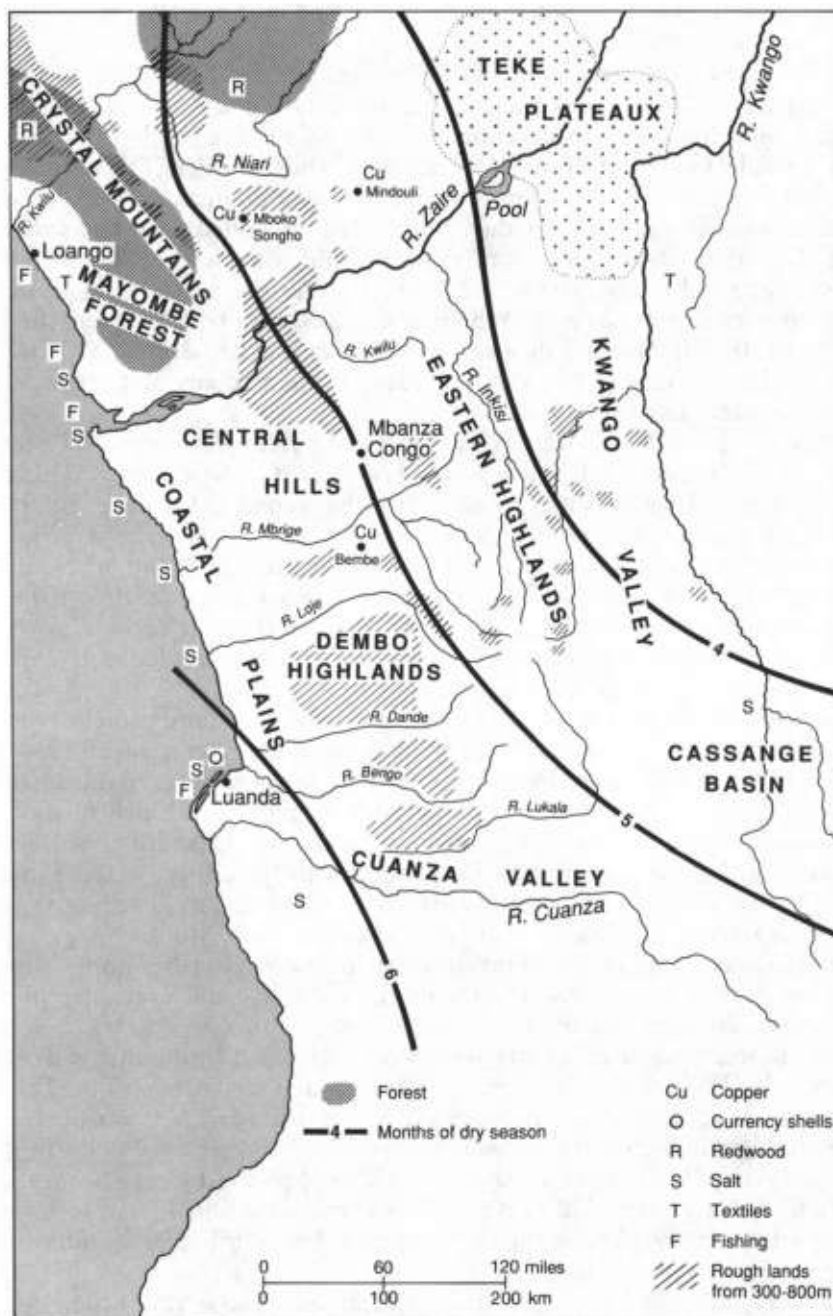 TEKE
PLATEAUX
R. Kwango
R
CRYSTAL MOUNTAINS
R
R. Niari
Cu
Mindouli
Cu
Mboko
Songho
R. Zaire
Pool
R. Kwilu
Loango
F
T
MAYOMBE
FOREST
T
F
S
F
S
R. Kwilu
R. Inkisi
KWANGO
VALLEY
EASTERN HIGHLANDS
CENTRAL
HILLS
Mbanza
Congo
S
COASTAL
PLAINS
R. Mbrige
Cu
Bembe
S
R. Loje
DEMBO
HIGHLANDS
S
R. Dande
4
S
CASSANGE
BASIN
S
O
F
Luanda
R. Bengo
R. Lukala
5
CUANZA
VALLEY
R. Cuanza
S
6
Forest
4
Months of dry season
Cu Copper
O Currency shells
R Redwood
S Salt
T Textiles
F Fishing
Rough lands
from 300-800m
0 60 120 miles
0 100 200 km